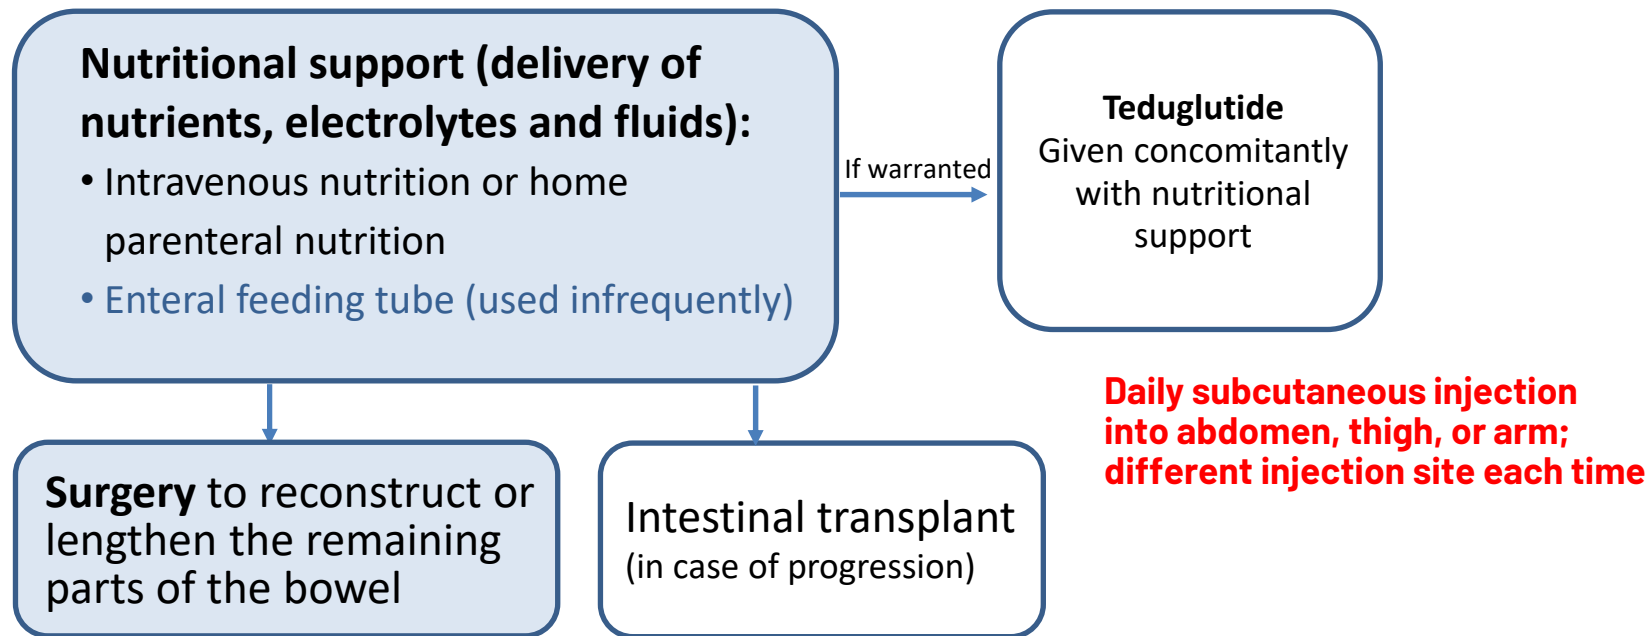 Nutritional support (delivery of
nutrients, electrolytes and fluids):
• Intravenous nutrition or home
parenteral nutrition
• Enteral feeding tube (used infrequently)
If warranted
Teduglutide
Given concomitantly
with nutritional
support
Daily subcutaneous injection
into abdomen, thigh, or arm;
different injection site each time
Surgery to reconstruct or
lengthen the remaining
parts of the bowel
Intestinal transplant
(in case of progression)